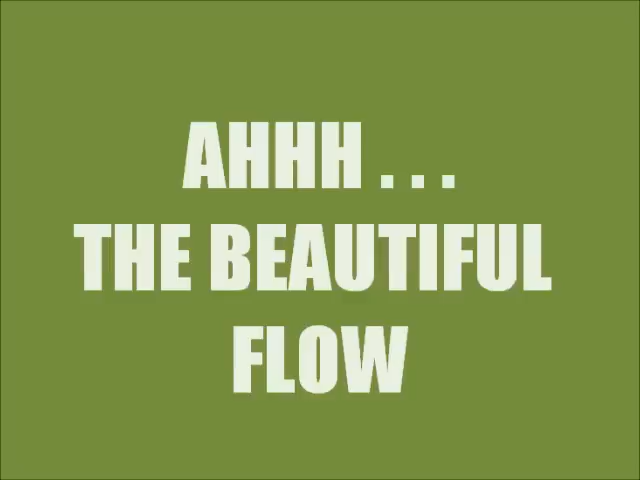 AHHH . . .
THE BEAUTIFUL
FLOW